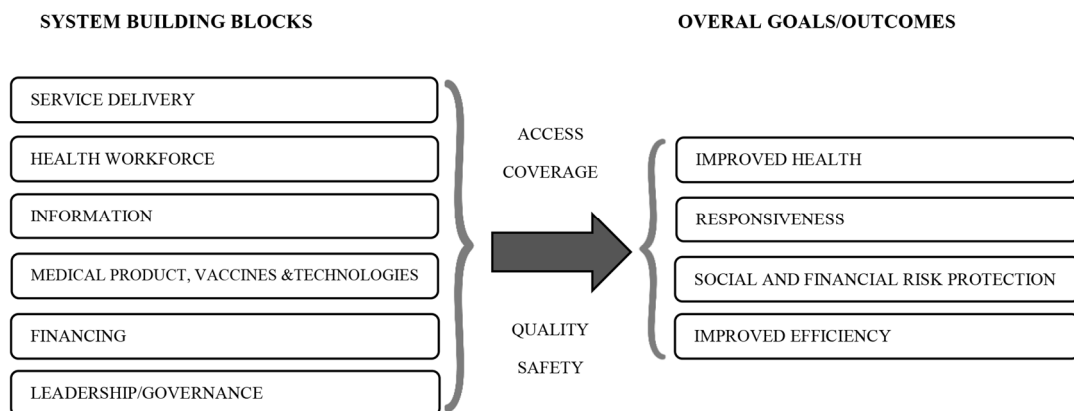 SYSTEM BUILDING BLOCKS
SERVICE DELIVERY
HEALTH WORKFORCE
INFORMATION
MEDICAL PRODUCT, VACCINES &TECHNOLOGIES
FINANCING
LEADERSHIP/GOVERNANCE
ACCESS
COVERAGE
QUALITY
SAFETY
OVERAL GOALS/OUTCOMES
IMPROVED HEALTH
RESPONSIVENESS
SOCIAL AND FINANCIAL RISK PROTECTION
IMPROVED EFFICIENCY